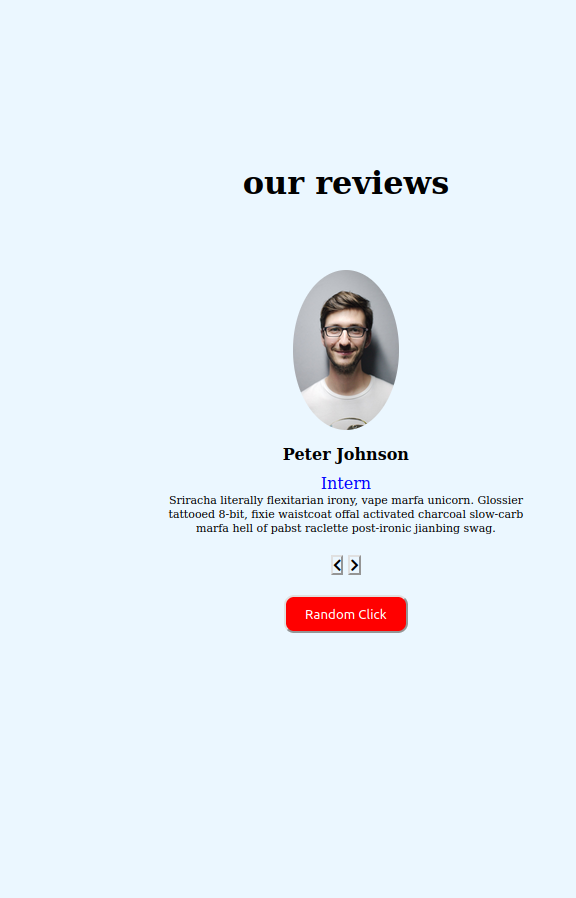 our reviews
Peter Johnson
Intern
Sriracha literally flexitarian irony, vape marfa unicorn. Glossier
tattooed 8-bit, fixie waistcoat offal activated charcoal slow-carb
marfa hell of pabst raclette post-ironic jianbing swag.
Random Click